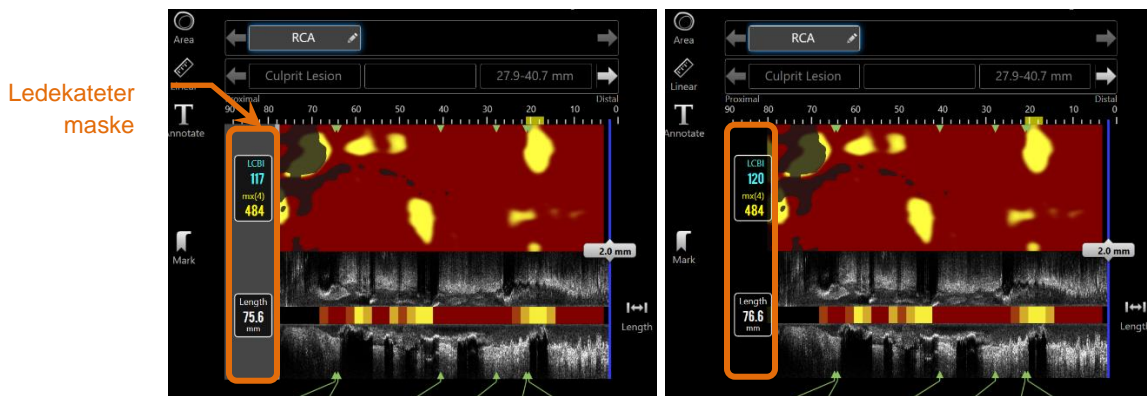 Ledekateter
maske
Area
RCA
Linear
Culprit Lesion
27.9-40.7 mm
Proximal
Distal
90 80 70 60 50 40 30 20 10 0
Annotate
LCBI
117
mx(4)
484
Mark
2.0 mm
Length
75.6
mm
Length
Area
RCA
Linear
Culprit Lesion
27.9-40.7 mm
Proximal
Distal
90 80 70 60 50 40 30 20 10 0
Annotate
LCBI
120
mx(4)
484
Mark
2.0 mm
Length
76.6
mm
Length